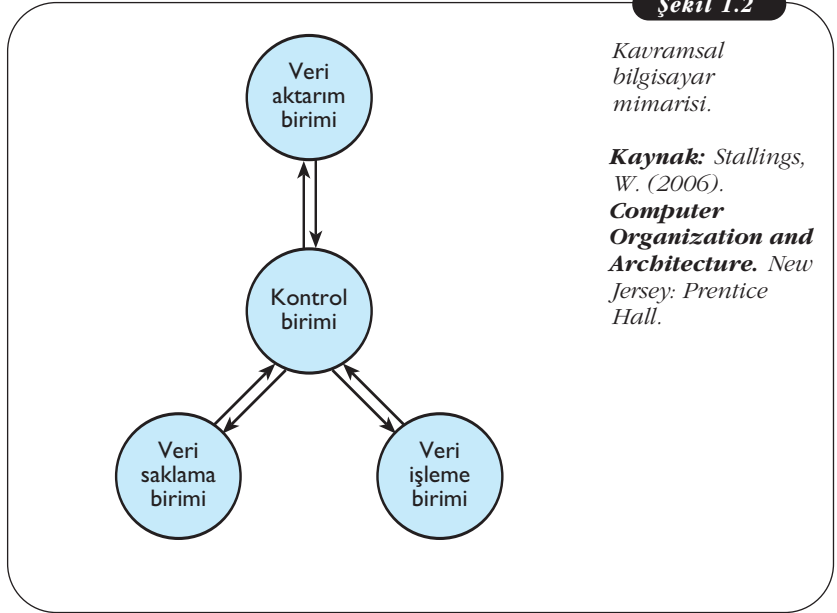 Şekil 1.2
Kavramsal
bilgisayar
mimarisi.
Kaynak: Stallings,
W. (2006).
Computer
Organization and
Architecture. New
Jersey: Prentice
Hall.
Veri
aktarım
birimi
Kontrol
birimi
Veri
saklama
birimi
Veri
işleme
birimi